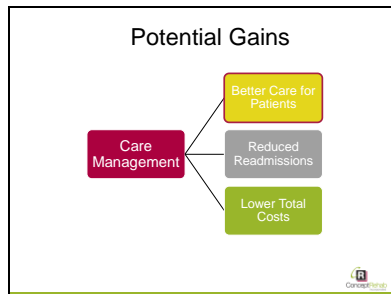 Potential Gains
Better Care for
Patients
Care
Management
Reduced
Readmissions
Lower Total
Costs
R
ConceptRehab